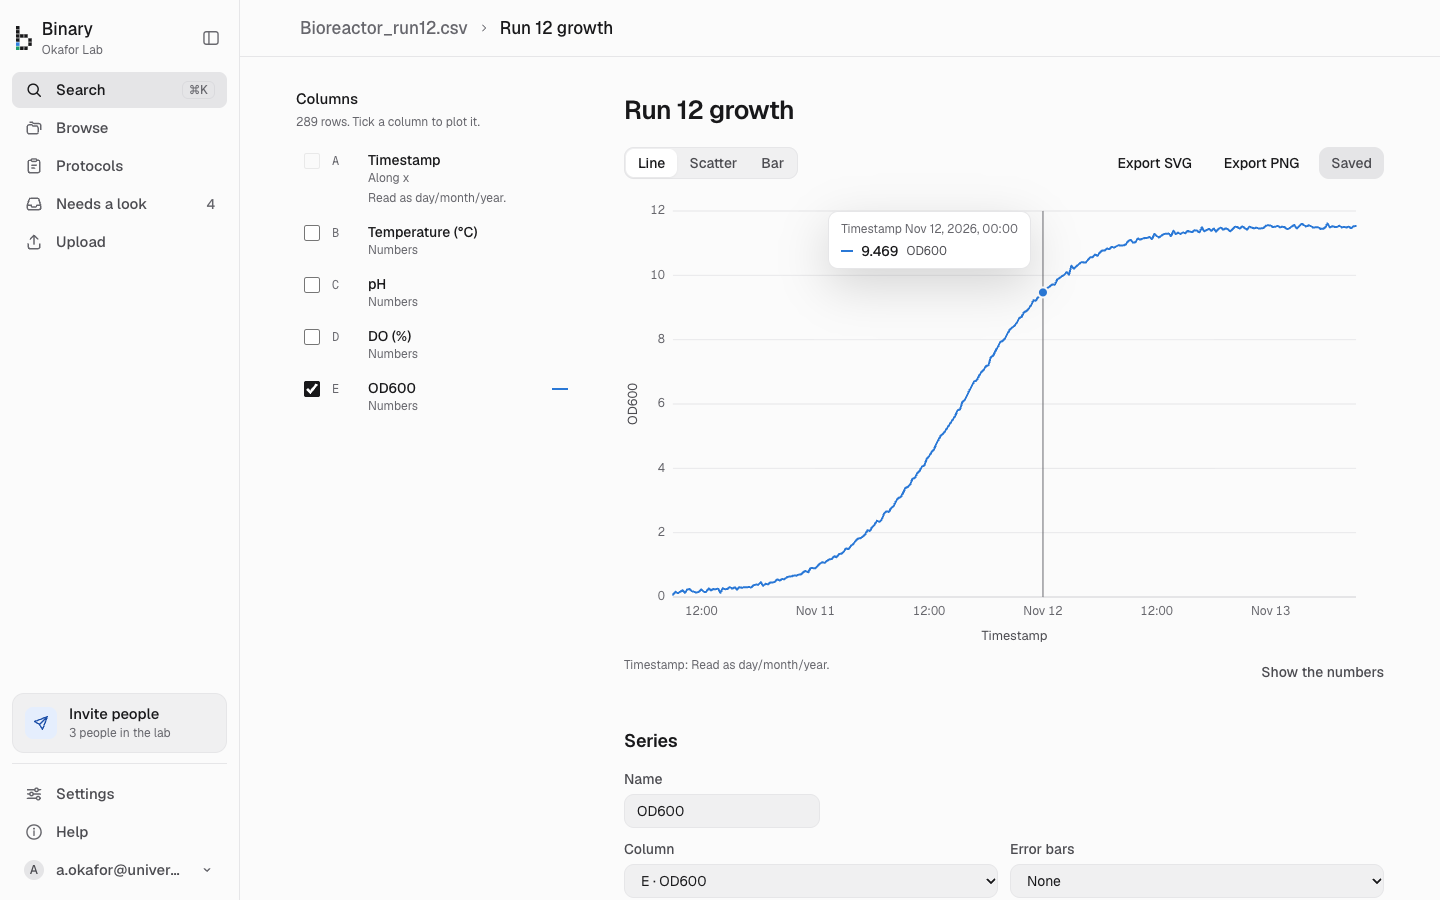 Binary
Okafor Lab
Search ⌘K
Browse
Protocols
Needs a look 4
Upload
Invite people
3 people in the lab
Settings
Help
A a.okafor@univer...
Bioreactor_run12.csv › Run 12 growth
Columns
289 rows. Tick a column to plot it.
A Timestamp
Along x
Read as day/month/year.
B Temperature (°C)
Numbers
C pH
Numbers
D DO (%)
Numbers
E OD600
Numbers
Run 12 growth
Line Scatter Bar
Export SVG Export PNG Saved
12
10
8
6
4
2
0
OD600
Timestamp Nov 12, 2026, 00:00
9.469 OD600
12:00 Nov 11 12:00 Nov 12 12:00 Nov 13
Timestamp
Timestamp: Read as day/month/year.
Show the numbers
Series
Name
OD600
Column Error bars
E · OD600 None